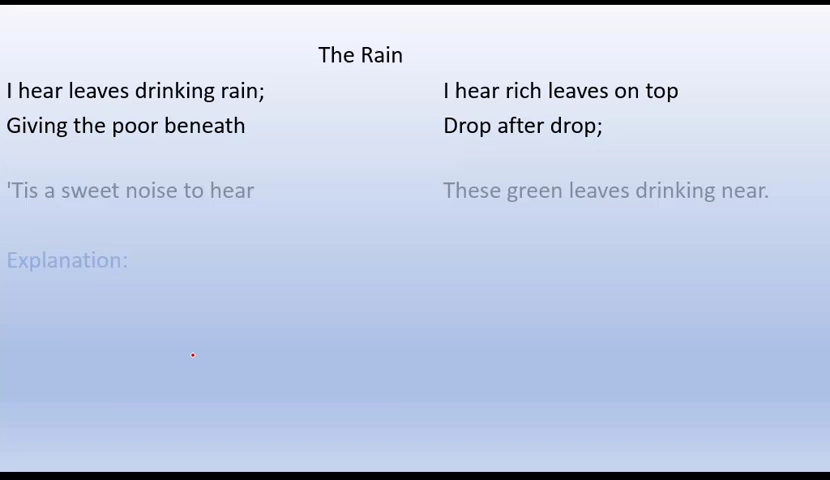 The Rain
I hear leaves drinking rain; I hear rich leaves on top
Giving the poor beneath Drop after drop;
'Tis a sweet noise to hear These green leaves drinking near.
Explanation: